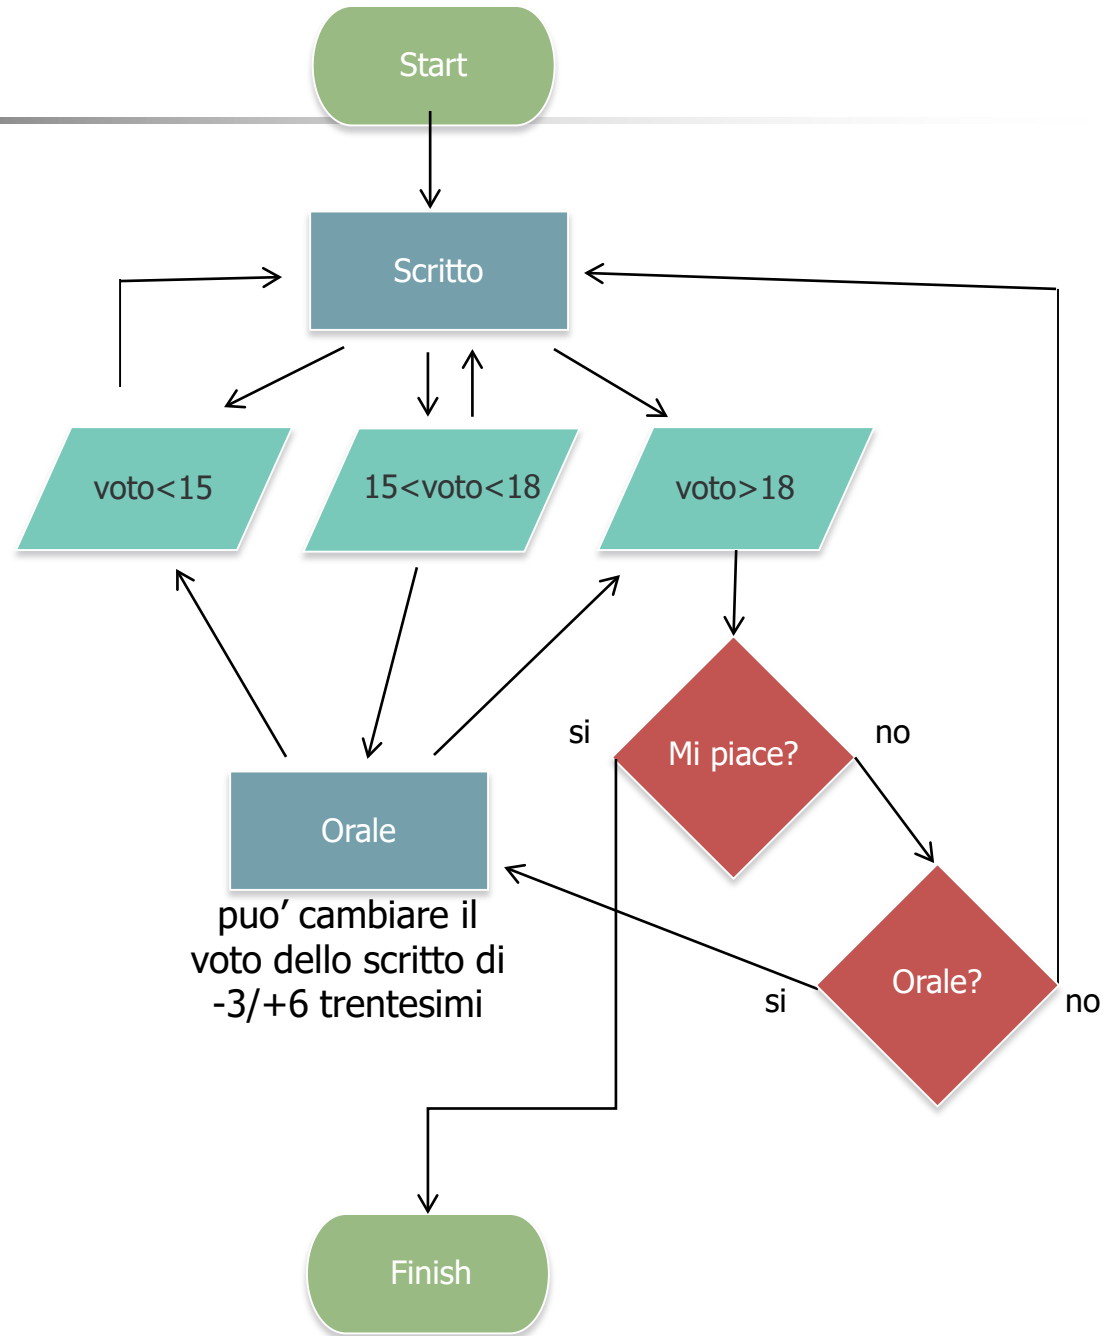 Start
Scritto
voto<15
15<voto<18
voto>18
si
Mi piace?
no
Orale
puo’ cambiare il
voto dello scritto di
-3/+6 trentesimi
Orale?
si
no
Finish